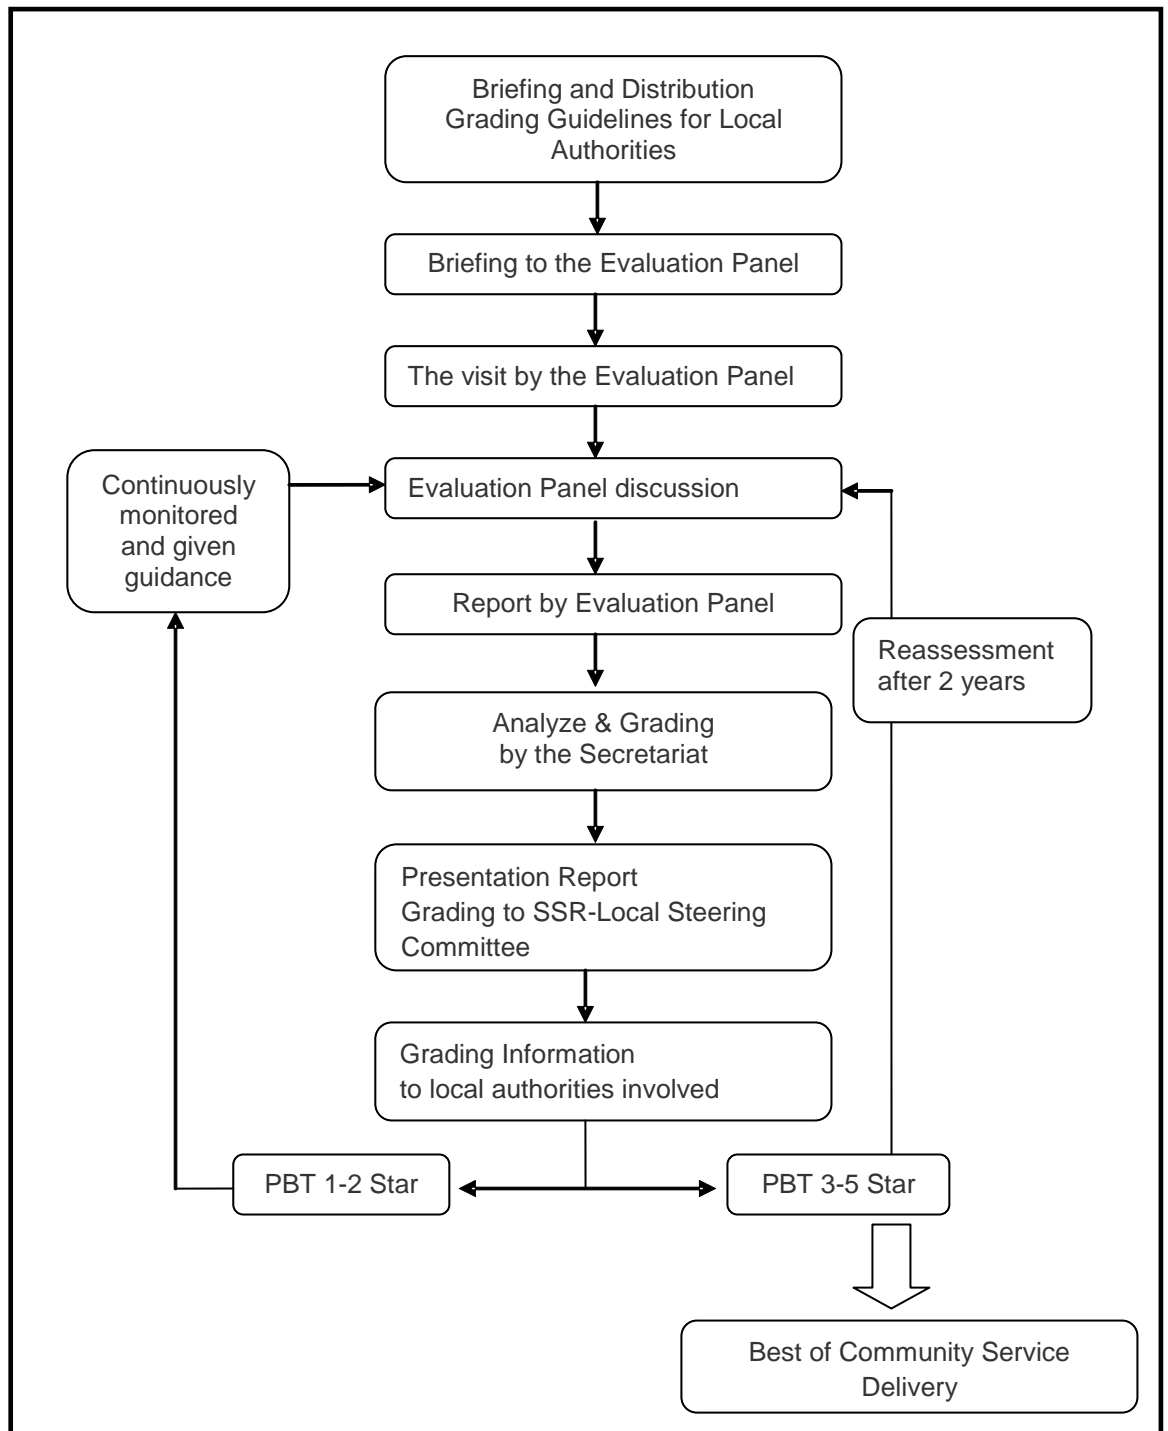 Briefing and Distribution
Grading Guidelines for Local
Authorities
Briefing to the Evaluation Panel
The visit by the Evaluation Panel
Continuously
monitored
and given
guidance
Evaluation Panel discussion
Report by Evaluation Panel
Reassessment
after 2 years
Analyze & Grading
by the Secretariat
Presentation Report
Grading to SSR-Local Steering
Committee
Grading Information
to local authorities involved
PBT 1-2 Star
PBT 3-5 Star
Best of Community Service
Delivery